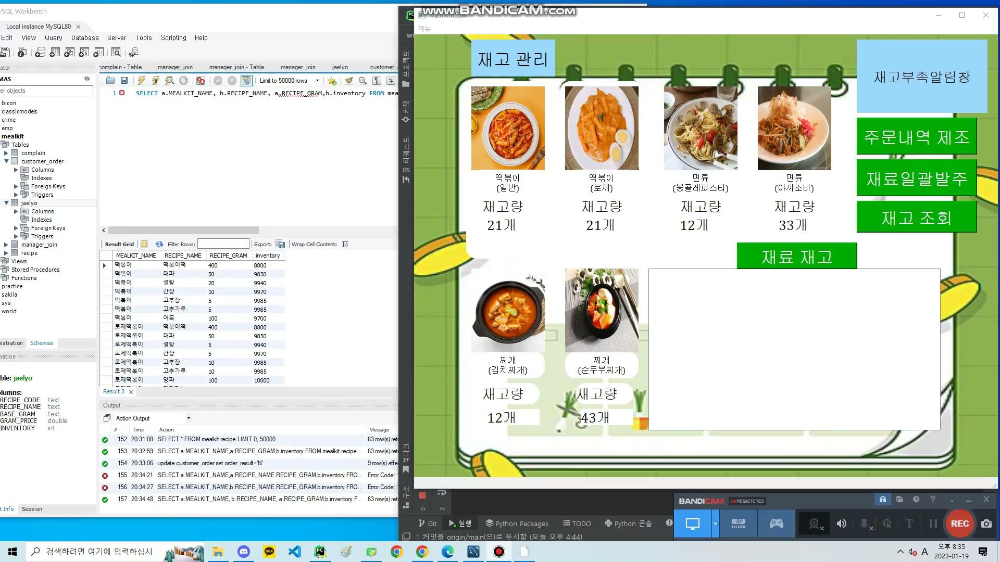 ySQL Workbench
Local instance MySQL80
Edit View Query Database Server Tools Scripting Help
complain - Table manager_join manager_join - Table manager_join jaelyo customer_
Limit to 50000 rows
1 SELECT a.MEALKIT_NAME, b.RECIPE_NAME, a.RECIPE_GRAM,b.inventory FROM mea
ator
MAS
er objects
bicon
classicmodels
crime
emp
mealkit
Tables
complain
customer_order
Columns
Indexes
Foreign Keys
Triggers
jaelyo
Columns
Indexes
Foreign Keys
Triggers
manager_join
recipe
Views
Stored Procedures
Functions
practice
sakila
sys
world
nistration Schemas
mation
ble: jaelyo
lumns:
RECIPE_CODE text
RECIPE_NAME text
BASE_GRAM text
GRAM_PRICE double
INVENTORY int
t Info Session
Result Grid Filter Rows: Export: Wrap Cell Content:
MEALKIT_NAME RECIPE_NAME RECIPE_GRAM inventory
떡볶이 떡볶이떡 400 8800
떡볶이 대파 50 9850
떡볶이 설탕 20 9940
떡볶이 간장 10 9970
떡볶이 고추장 5 9985
떡볶이 고추가루 5 9985
떡볶이 어묵 100 9700
로제떡볶이 떡볶이떡 400 8800
로제떡볶이 대파 50 9850
로제떡볶이 설탕 5 9940
로제떡볶이 간장 5 9970
로제떡볶이 고추장 10 9985
로제떡볶이 고추가루 10 9985
로제떡볶이 양파 100 10000
Result 3
Output
Action Output
# Time Action Message
152 20:31:08 SELECT * FROM mealkit.recipe LIMIT 0, 50000 63 row(s) ret
153 20:32:59 SELECT a.MEALKIT_NAME,a.RECIPE_GRAM,b.inventory FROM mealkit.recipe ... 63 row(s) ret
154 20:33:06 update customer_order set order_result='N' 9 row(s) affe
155 20:34:21 SELECT a.MEALKIT_NAME,a.RECIPE_NAME.RECIPE_GRAM,b.inventory FRO... Error Code:
156 20:34:27 SELECT a.MEALKIT_NAME,b.RECIPE_NAME.RECIPE_GRAM,b.inventory FRO... Error Code:
157 20:34:48 SELECT a.MEALKIT_NAME, b.RECIPE_NAME, a.RECIPE_GRAM,b.inventory F... 63 row(s) ret
www.BANDICAM.com
MainWindow
메뉴
sn
프로젝트
커밋
풀 리퀘스트
북마크
구조
재고 관리
재고부족알림창
주문내역 제조
재료일괄발주
재고 조회
떡볶이
(일반)
재고량
21개
떡볶이
(로제)
재고량
21개
면류
(봉골레파스타)
재고량
12개
면류
(야끼소바)
재고량
33개
재료 재고
찌개
(김치찌개)
재고량
12개
찌개
(순두부찌개)
재고량
43개
Git 실행 Python Packages TODO Python 콘솔
1 커밋을 origin/main(으)로 푸시함 (오늘 오후 4:44)
BANDICAM UNREGISTERED
HDMI
REC
검색하려면 여기에 입력하십시
TALK
A
오후 8:35
2023-01-19